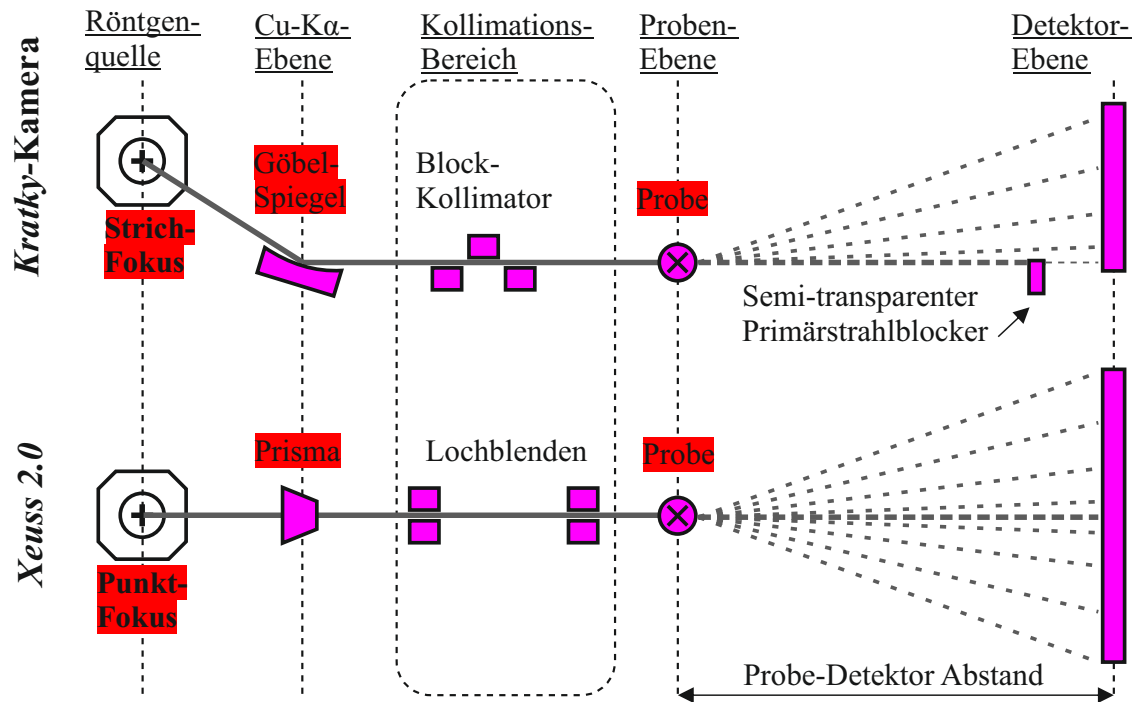 Röntgen-
quelle
Cu-Kα-
Ebene
Kollimations-
Bereich
Proben-
Ebene
Detektor-
Ebene
Kratky-Kamera
Strich-
Fokus
Göbel-
Spiegel
Block-
Kollimator
Probe
Semi-transparenter
Primärstrahlblocker
Xeuss 2.0
Punkt-
Fokus
Prisma
Lochblenden
Probe
Probe-Detektor Abstand